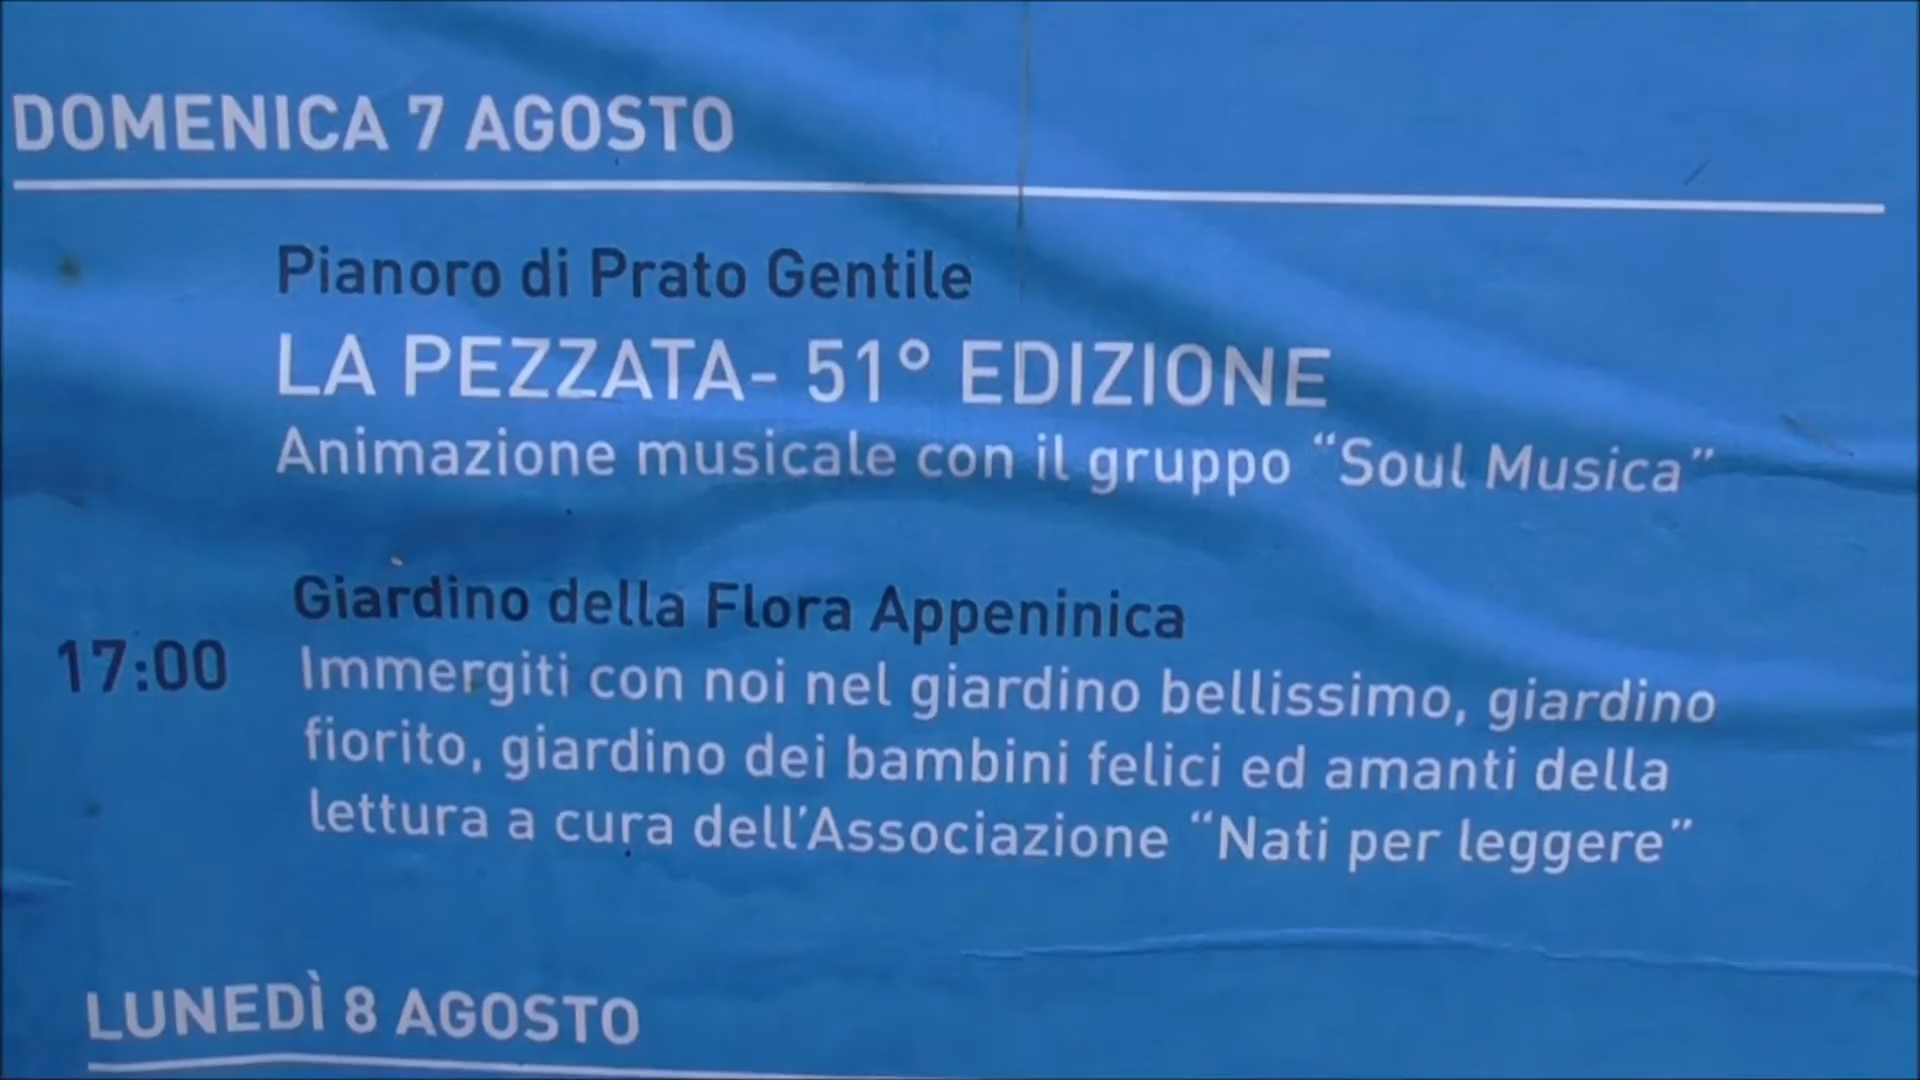 DOMENICA 7 AGOSTO
Pianoro di Prato Gentile
LA PEZZATA- 51° EDIZIONE
Animazione musicale con il gruppo “Soul Musica”
Giardino della Flora Appeninica
17:00
Immergiti con noi nel giardino bellissimo, giardino
fiorito, giardino dei bambini felici ed amanti della
lettura a cura dell’Associazione “Nati per leggere”
LUNEDÌ 8 AGOSTO